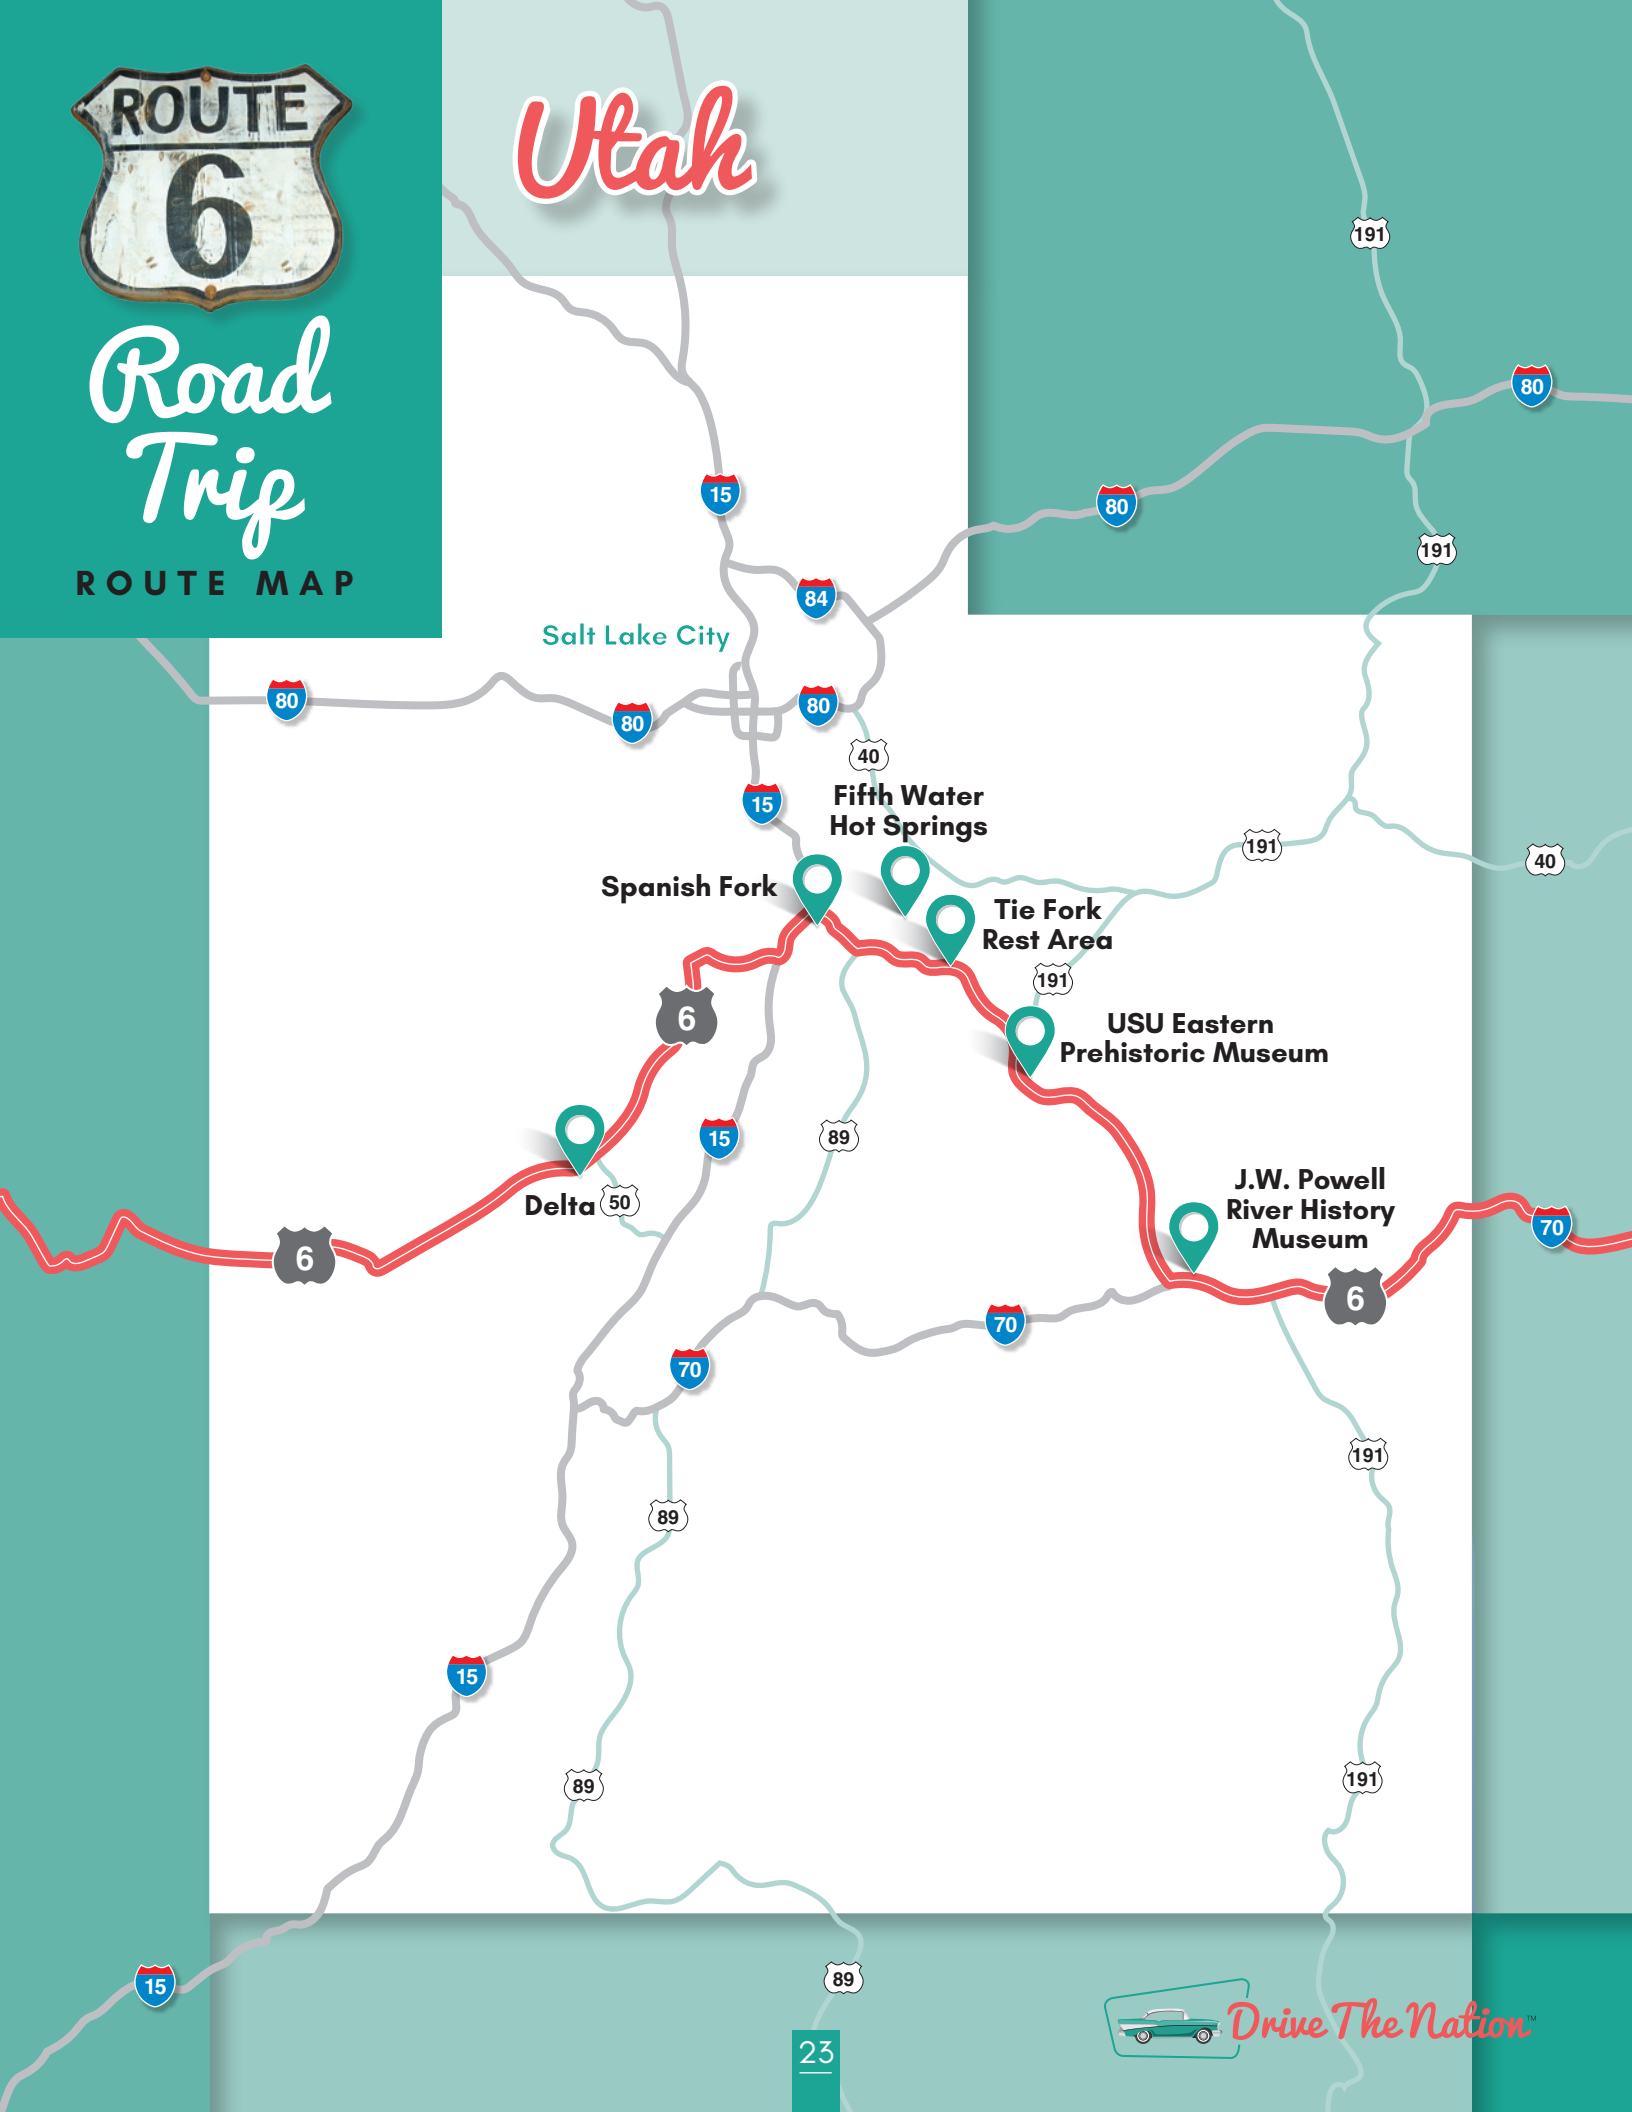 ROUTE
6
Road
Trip
ROUTE MAP
Utah
191
80
80
191
15
84
Salt Lake City
80
80
80
40
15
Fifth Water
Hot Springs
191
40
Spanish Fork
Tie Fork
Rest Area
191
6
USU Eastern
Prehistoric Museum
15
89
Delta
50
J.W. Powell
River History
Museum
70
6
6
70
70
191
89
15
89
191
15
89
Drive The Nation™
23